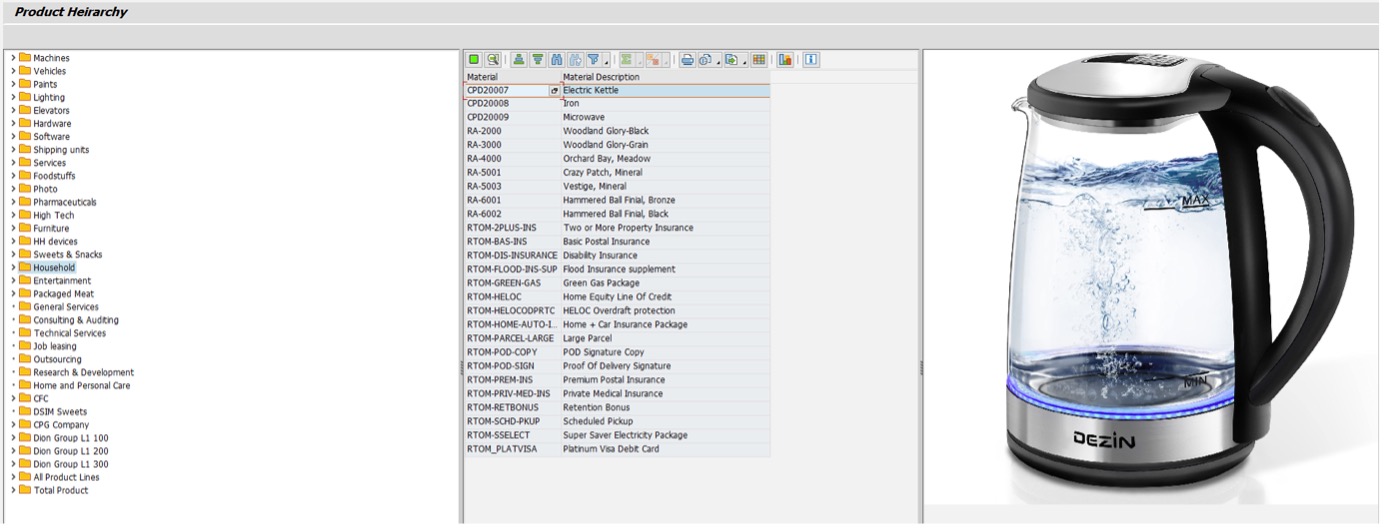 Product Heirarchy
Machines
Vehicles
Paints
Lighting
Elevators
Hardware
Software
Shipping units
Services
Foodstuffs
Photo
Pharmaceuticals
High Tech
Furniture
HH devices
Sweets & Snacks
Household
Entertainment
Packaged Meat
General Services
Consulting & Auditing
Technical Services
Job leasing
Outsourcing
Research & Development
Home and Personal Care
CFC
DSIM Sweets
CPG Company
Dion Group L1 100
Dion Group L1 200
Dion Group L1 300
All Product Lines
Total Product
Material Material Description
CPD20007 Electric Kettle
CPD20008 Iron
CPD20009 Microwave
RA-2000 Woodland Glory-Black
RA-3000 Woodland Glory-Grain
RA-4000 Orchard Bay, Meadow
RA-5001 Crazy Patch, Mineral
RA-5003 Vestige, Mineral
RA-6001 Hammered Ball Finial, Bronze
RA-6002 Hammered Ball Finial, Black
RTOM-2PLUS-INS Two or More Property Insurance
RTOM-BAS-INS Basic Postal Insurance
RTOM-DIS-INSURANCE Disability Insurance
RTOM-FLOOD-INS-SUP Flood Insurance supplement
RTOM-GREEN-GAS Green Gas Package
RTOM-HELOC Home Equity Line Of Credit
RTOM-HELOCODPRTC HELOC Overdraft protection
RTOM-HOME-AUTO-I... Home + Car Insurance Package
RTOM-PARCEL-LARGE Large Parcel
RTOM-POD-COPY POD Signature Copy
RTOM-POD-SIGN Proof Of Delivery Signature
RTOM-PREM-INS Premium Postal Insurance
RTOM-PRIV-MED-INS Private Medical Insurance
RTOM-RETBONUS Retention Bonus
RTOM-SCHD-PKUP Scheduled Pickup
RTOM-SSELECT Super Saver Electricity Package
RTOM_PLATVISA Platinum Visa Debit Card
MAX
MIN
DEZIN